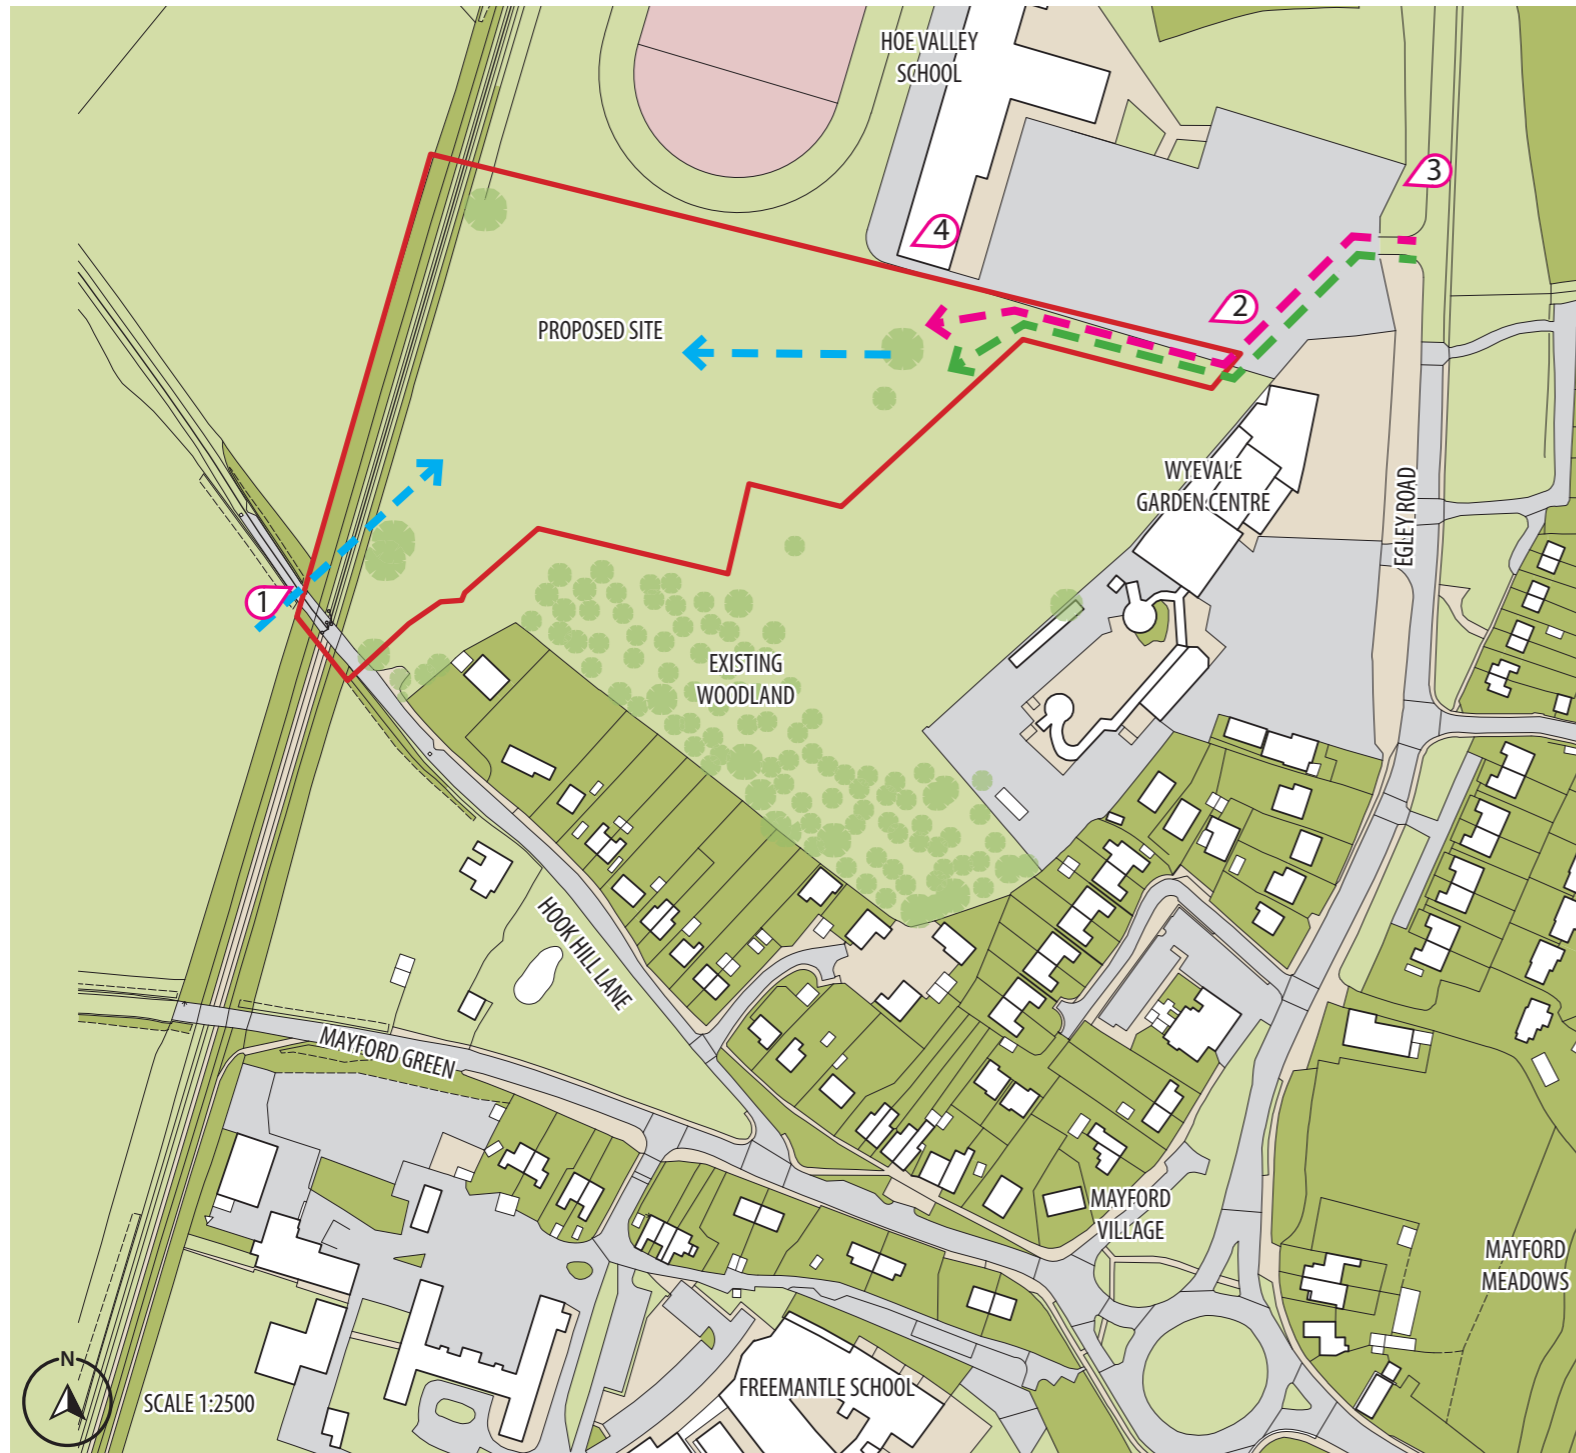 HOE VALLEY
SCHOOL
3
4
2
PROPOSED SITE
WYEVALE
GARDEN CENTRE
EGLEY ROAD
1
EXISTING
WOODLAND
HOOK HILL LANE
MAYFORD GREEN
MAYFORD
VILLAGE
MAYFORD
MEADOWS
N
SCALE 1:2500
FREEMANTLE SCHOOL